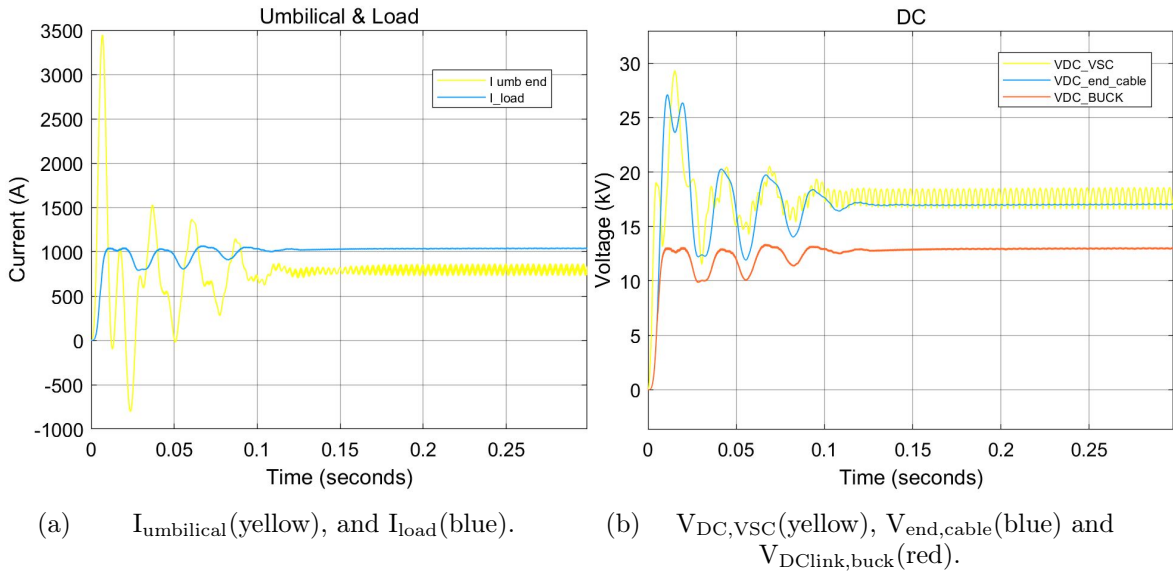 Umbilical & Load
3500
3000
2500
2000
1500
1000
500
0
-500
-1000
Current (A)
I umb end
I_load
0
0.05
0.1
0.15
0.2
0.25
Time (seconds)
(a) I_umbilical(yellow), and I_load(blue).
DC
30
25
20
15
10
5
0
Voltage (kV)
VDC_VSC
VDC_end_cable
VDC_BUCK
0
0.05
0.1
0.15
0.2
0.25
Time (seconds)
(b) V_DC,VSC(yellow), V_end,cable(blue) and
V_DClink,buck(red).